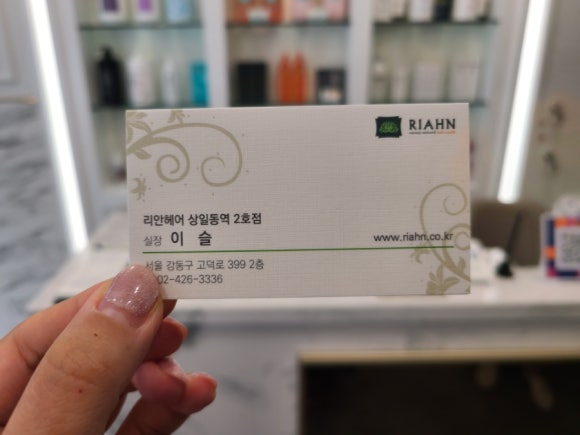 RIAHN
리안헤어 상일동역 2호점
실장 이 슬
www.riahn.co.kr
서울 강동구 고덕로 399 2층
02-426-3336